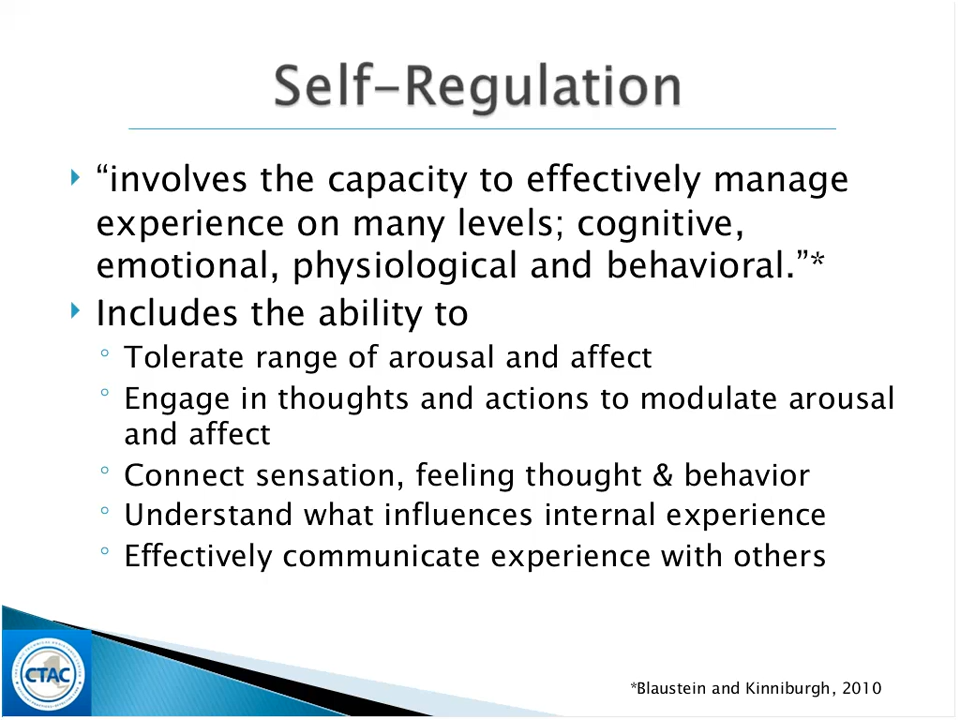 Self-Regulation
“involves the capacity to effectively manage
experience on many levels; cognitive,
emotional, physiological and behavioral.”*
Includes the ability to
Tolerate range of arousal and affect
Engage in thoughts and actions to modulate arousal
and affect
Connect sensation, feeling thought & behavior
Understand what influences internal experience
Effectively communicate experience with others
CTAC
*Blaustein and Kinniburgh, 2010